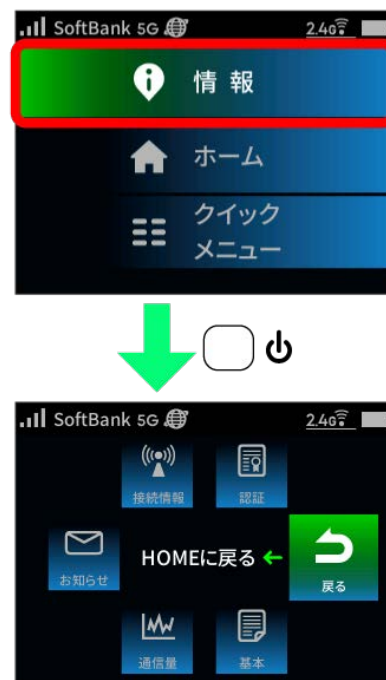 SoftBank 5G 2.4G
情報
ホーム
クイック
メニュー
SoftBank 5G 2.4G
接続情報 認証
お知らせ HOMEに戻る 戻る
通信量 基本